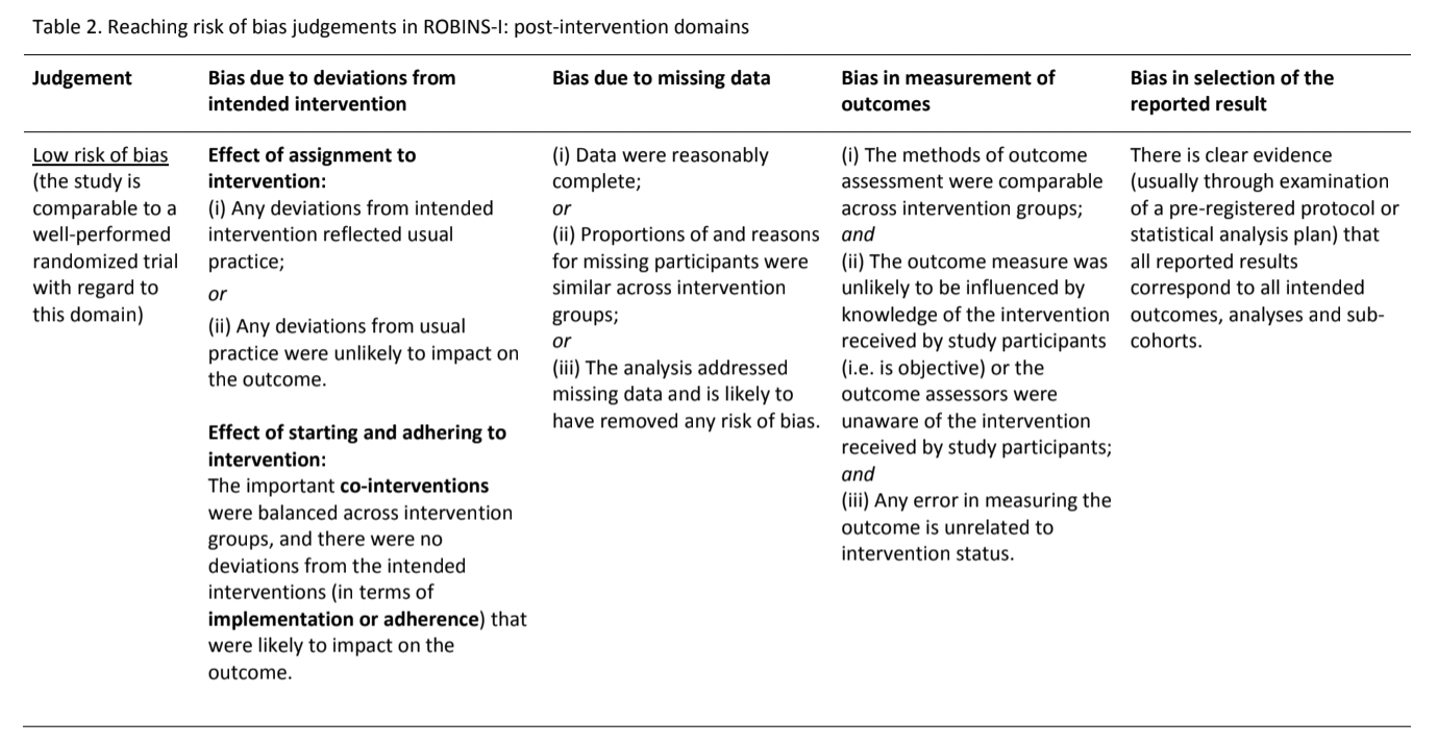 Table 2. Reaching risk of bias judgements in ROBINS-I: post-intervention domains
Judgement
Bias due to deviations from
intended intervention
Bias due to missing data
Bias in measurement of
outcomes
Bias in selection of the
reported result
Low risk of bias
(the study is
comparable to a
well-performed
randomized trial
with regard to
this domain)
Effect of assignment to
intervention:
(i) Any deviations from intended
intervention reflected usual
practice;
or
(ii) Any deviations from usual
practice were unlikely to impact on
the outcome.
Effect of starting and adhering to
intervention:
The important co-interventions
were balanced across intervention
groups, and there were no
deviations from the intended
interventions (in terms of
implementation or adherence) that
were likely to impact on the
outcome.
(i) Data were reasonably
complete;
or
(ii) Proportions of and reasons
for missing participants were
similar across intervention
groups;
or
(iii) The analysis addressed
missing data and is likely to
have removed any risk of bias.
(i) The methods of outcome
assessment were comparable
across intervention groups;
and
(ii) The outcome measure was
unlikely to be influenced by
knowledge of the intervention
received by study participants
(i.e. is objective) or the
outcome assessors were
unaware of the intervention
received by study participants;
and
(iii) Any error in measuring the
outcome is unrelated to
intervention status.
There is clear evidence
(usually through examination
of a pre-registered protocol or
statistical analysis plan) that
all reported results
correspond to all intended
outcomes, analyses and sub-
cohorts.